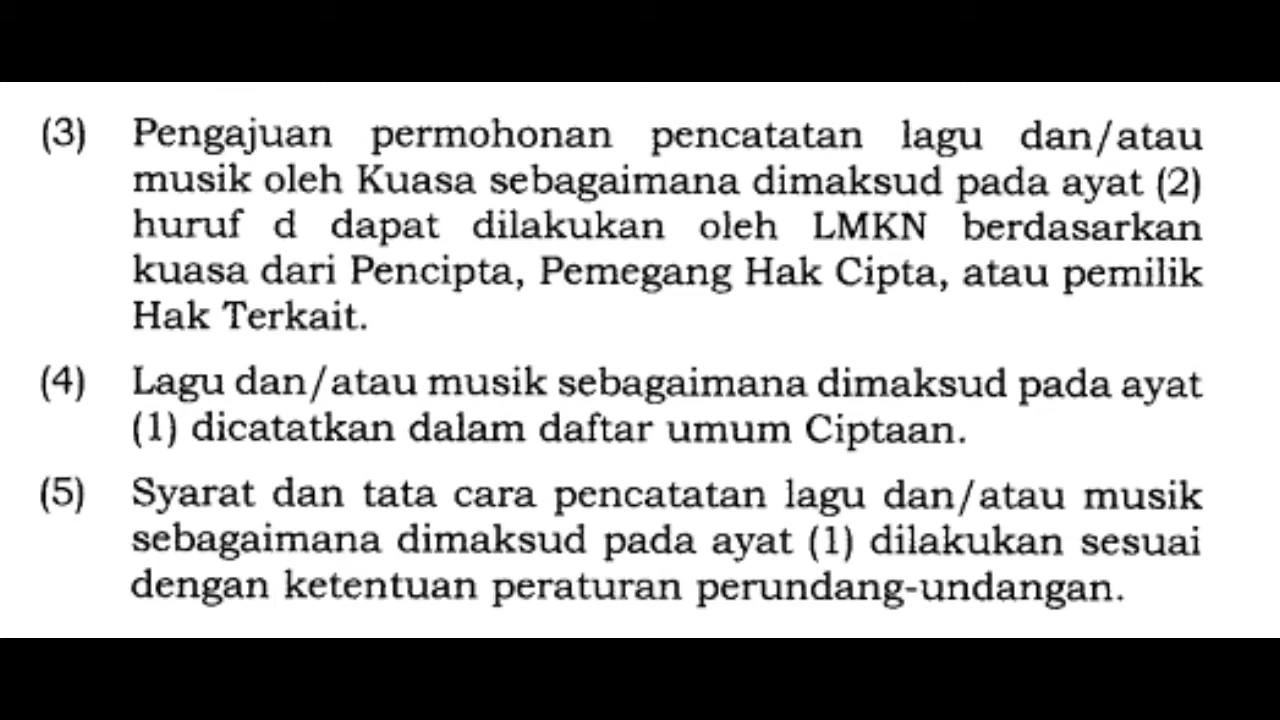 (3) Pengajuan permohonan pencatatan lagu dan/atau
musik oleh Kuasa sebagaimana dimaksud pada ayat (2)
huruf d dapat dilakukan oleh LMKN berdasarkan
kuasa dari Pencipta, Pemegang Hak Cipta, atau pemilik
Hak Terkait.
(4) Lagu dan/atau musik sebagaimana dimaksud pada ayat
(1) dicatatkan dalam daftar umum Ciptaan.
(5) Syarat dan tata cara pencatatan lagu dan/atau musik
sebagaimana dimaksud pada ayat (1) dilakukan sesuai
dengan ketentuan peraturan perundang-undangan.